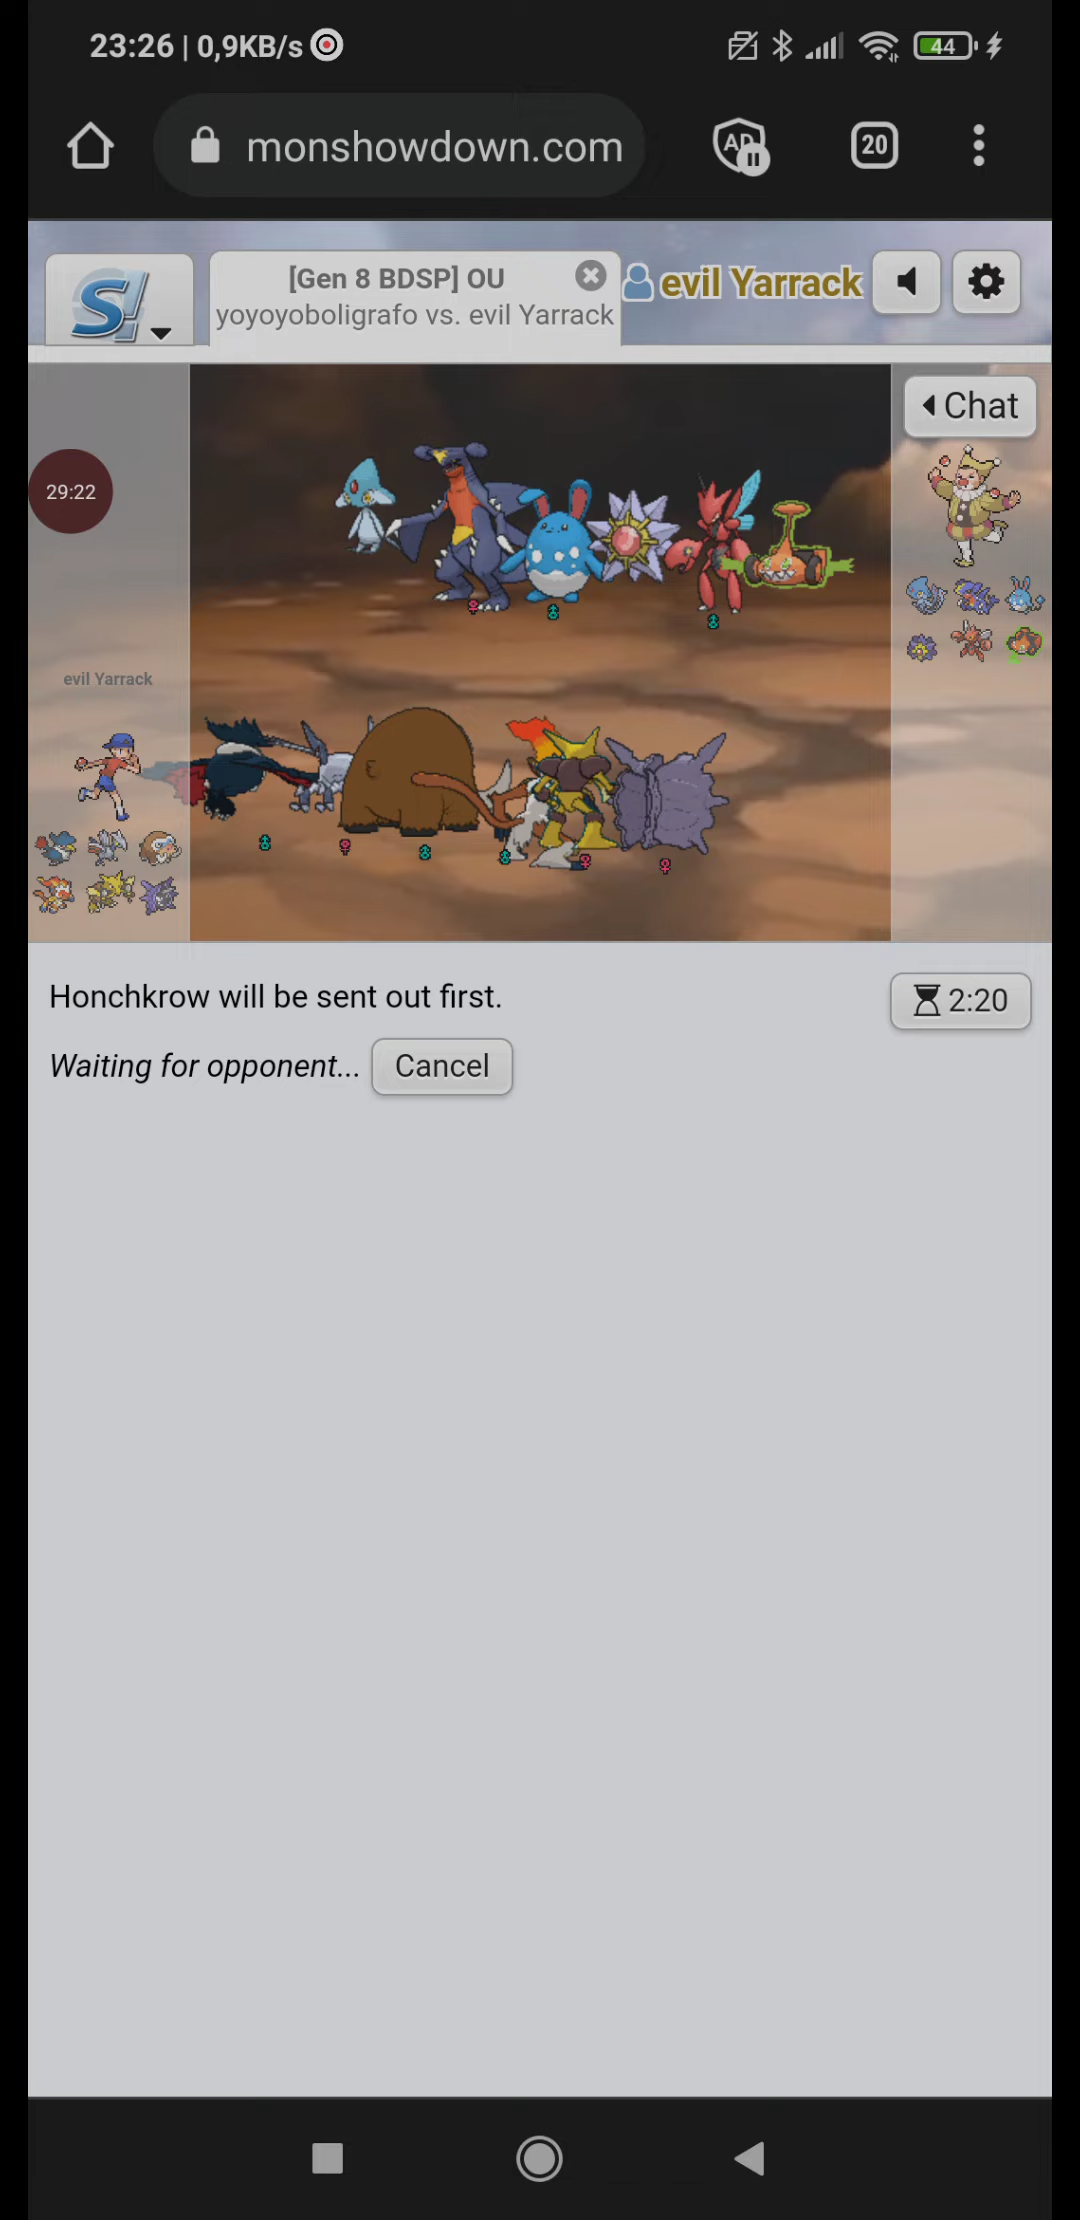 23:26 | 0,9KB/s
44
monshowdown.com
AD
20
S!
[Gen 8 BDSP] OU
yoyoyoboligrafo vs. evil Yarrack
evil Yarrack
Chat
29:22
evil Yarrack
Honchkrow will be sent out first.
2:20
Waiting for opponent...
Cancel